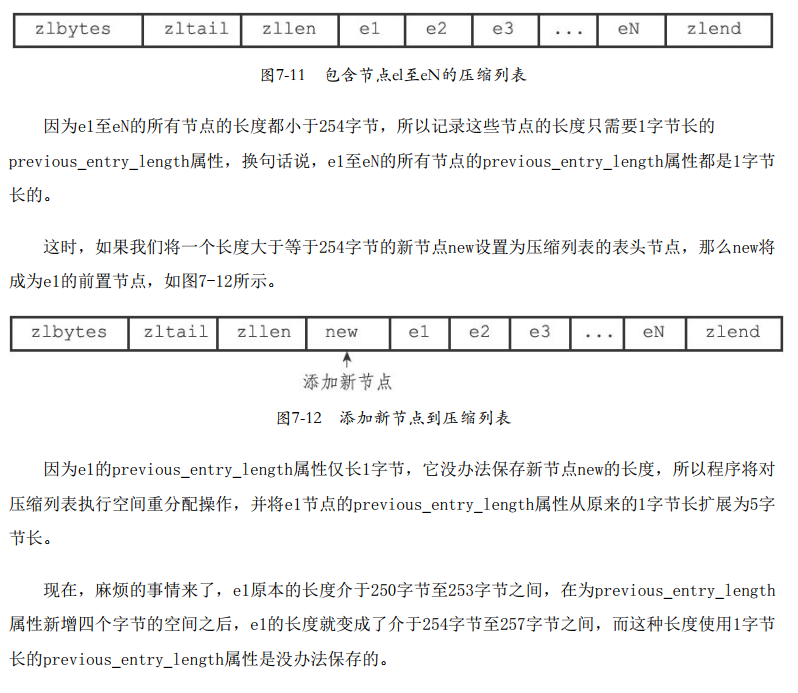 zlbytes zltail zllen e1 e2 e3 ... eN zlend
图7-11 包含节点e1至eN的压缩列表
因为e1至eN的所有节点的长度都小于254字节，所以记录这些节点的长度只需要1字节长的
previous_entry_length属性，换句话说，e1至eN的所有节点的previous_entry_length属性都是1字节
长的。
这时，如果我们将一个长度大于等于254字节的新节点new设置为压缩列表的表头节点，那么new将
成为e1的前置节点，如图7-12所示。
zlbytes zltail zllen new e1 e2 e3 ... eN zlend
添加新节点
图7-12 添加新节点到压缩列表
因为e1的previous_entry_length属性仅长1字节，它没办法保存新节点new的长度，所以程序将对
压缩列表执行空间重分配操作，并将e1节点的previous_entry_length属性从原来的1字节长扩展为5字
节长。
现在，麻烦的事情来了，e1原本的长度介于250字节至253字节之间，在为previous_entry_length
属性新增四个字节的空间之后，e1的长度就变成了介于254字节至257字节之间，而这种长度使用1字节
长的previous_entry_length属性是没办法保存的。